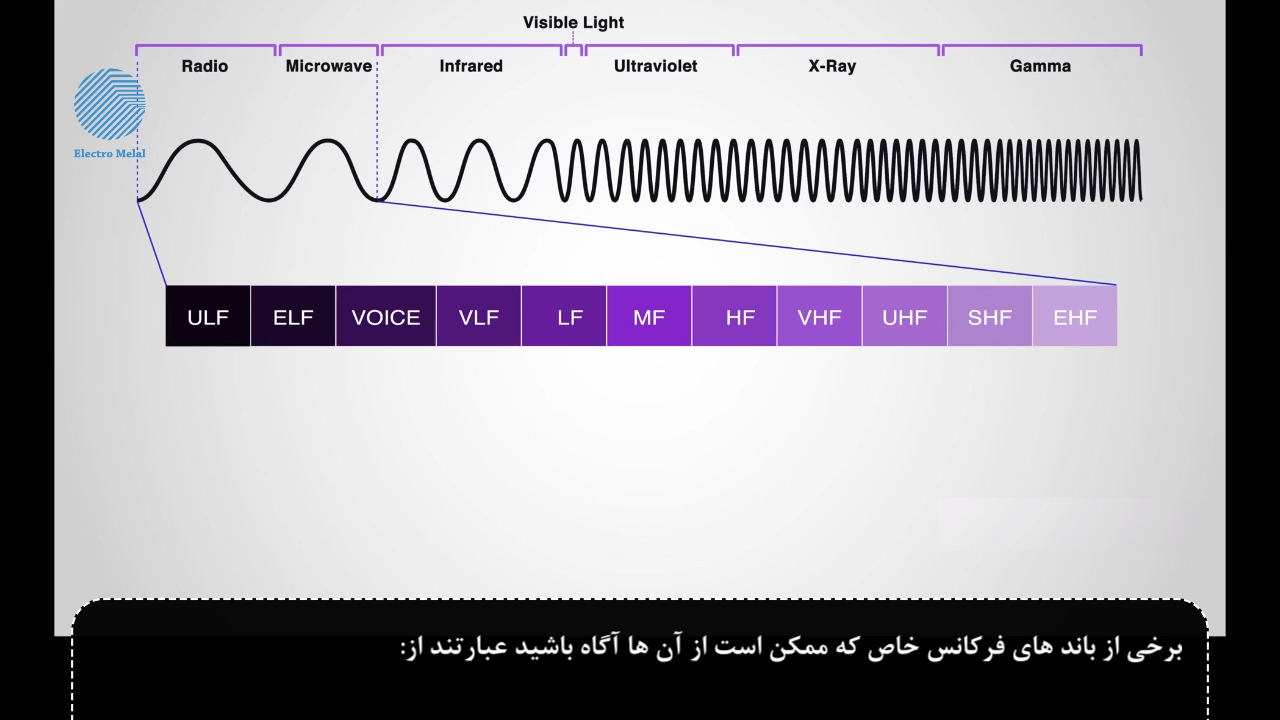 Visible Light
Radio Microwave Infrared Ultraviolet X-Ray Gamma
Electro Melal
ULF ELF VOICE VLF LF MF HF VHF UHF SHF EHF
برخی از باند های فرکانس خاص که ممکن است از آن ها آگاه باشید عبارتند از: